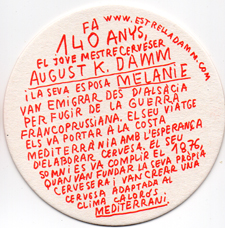 FA
WWW.ESTRELLADAMM.COM
140 ANYS,
EL JOVE MESTRE CERVESER
AUGUST K. DAMM
I LA SEVA ESPOSA MELANIE
VAN EMIGRAR DES D'ALSÀCIA
PER FUGIR DE LA GUERRA
FRANCOPRUSSIANA. EL SEU VIATGE
ELS VA PORTAR A LA COSTA
MEDITERRÀNIA AMB L'ESPERANÇA
D'ELABORAR CERVESA. EL SEU
SOMNI ES VA COMPLIR EL 1876,
QUAN VAN FUNDAR LA SEVA PRÒPIA
CERVESERA I VAN CREAR UNA
CERVESA ADAPTADA AL
CLIMA CALORÓS
MEDITERRANI.